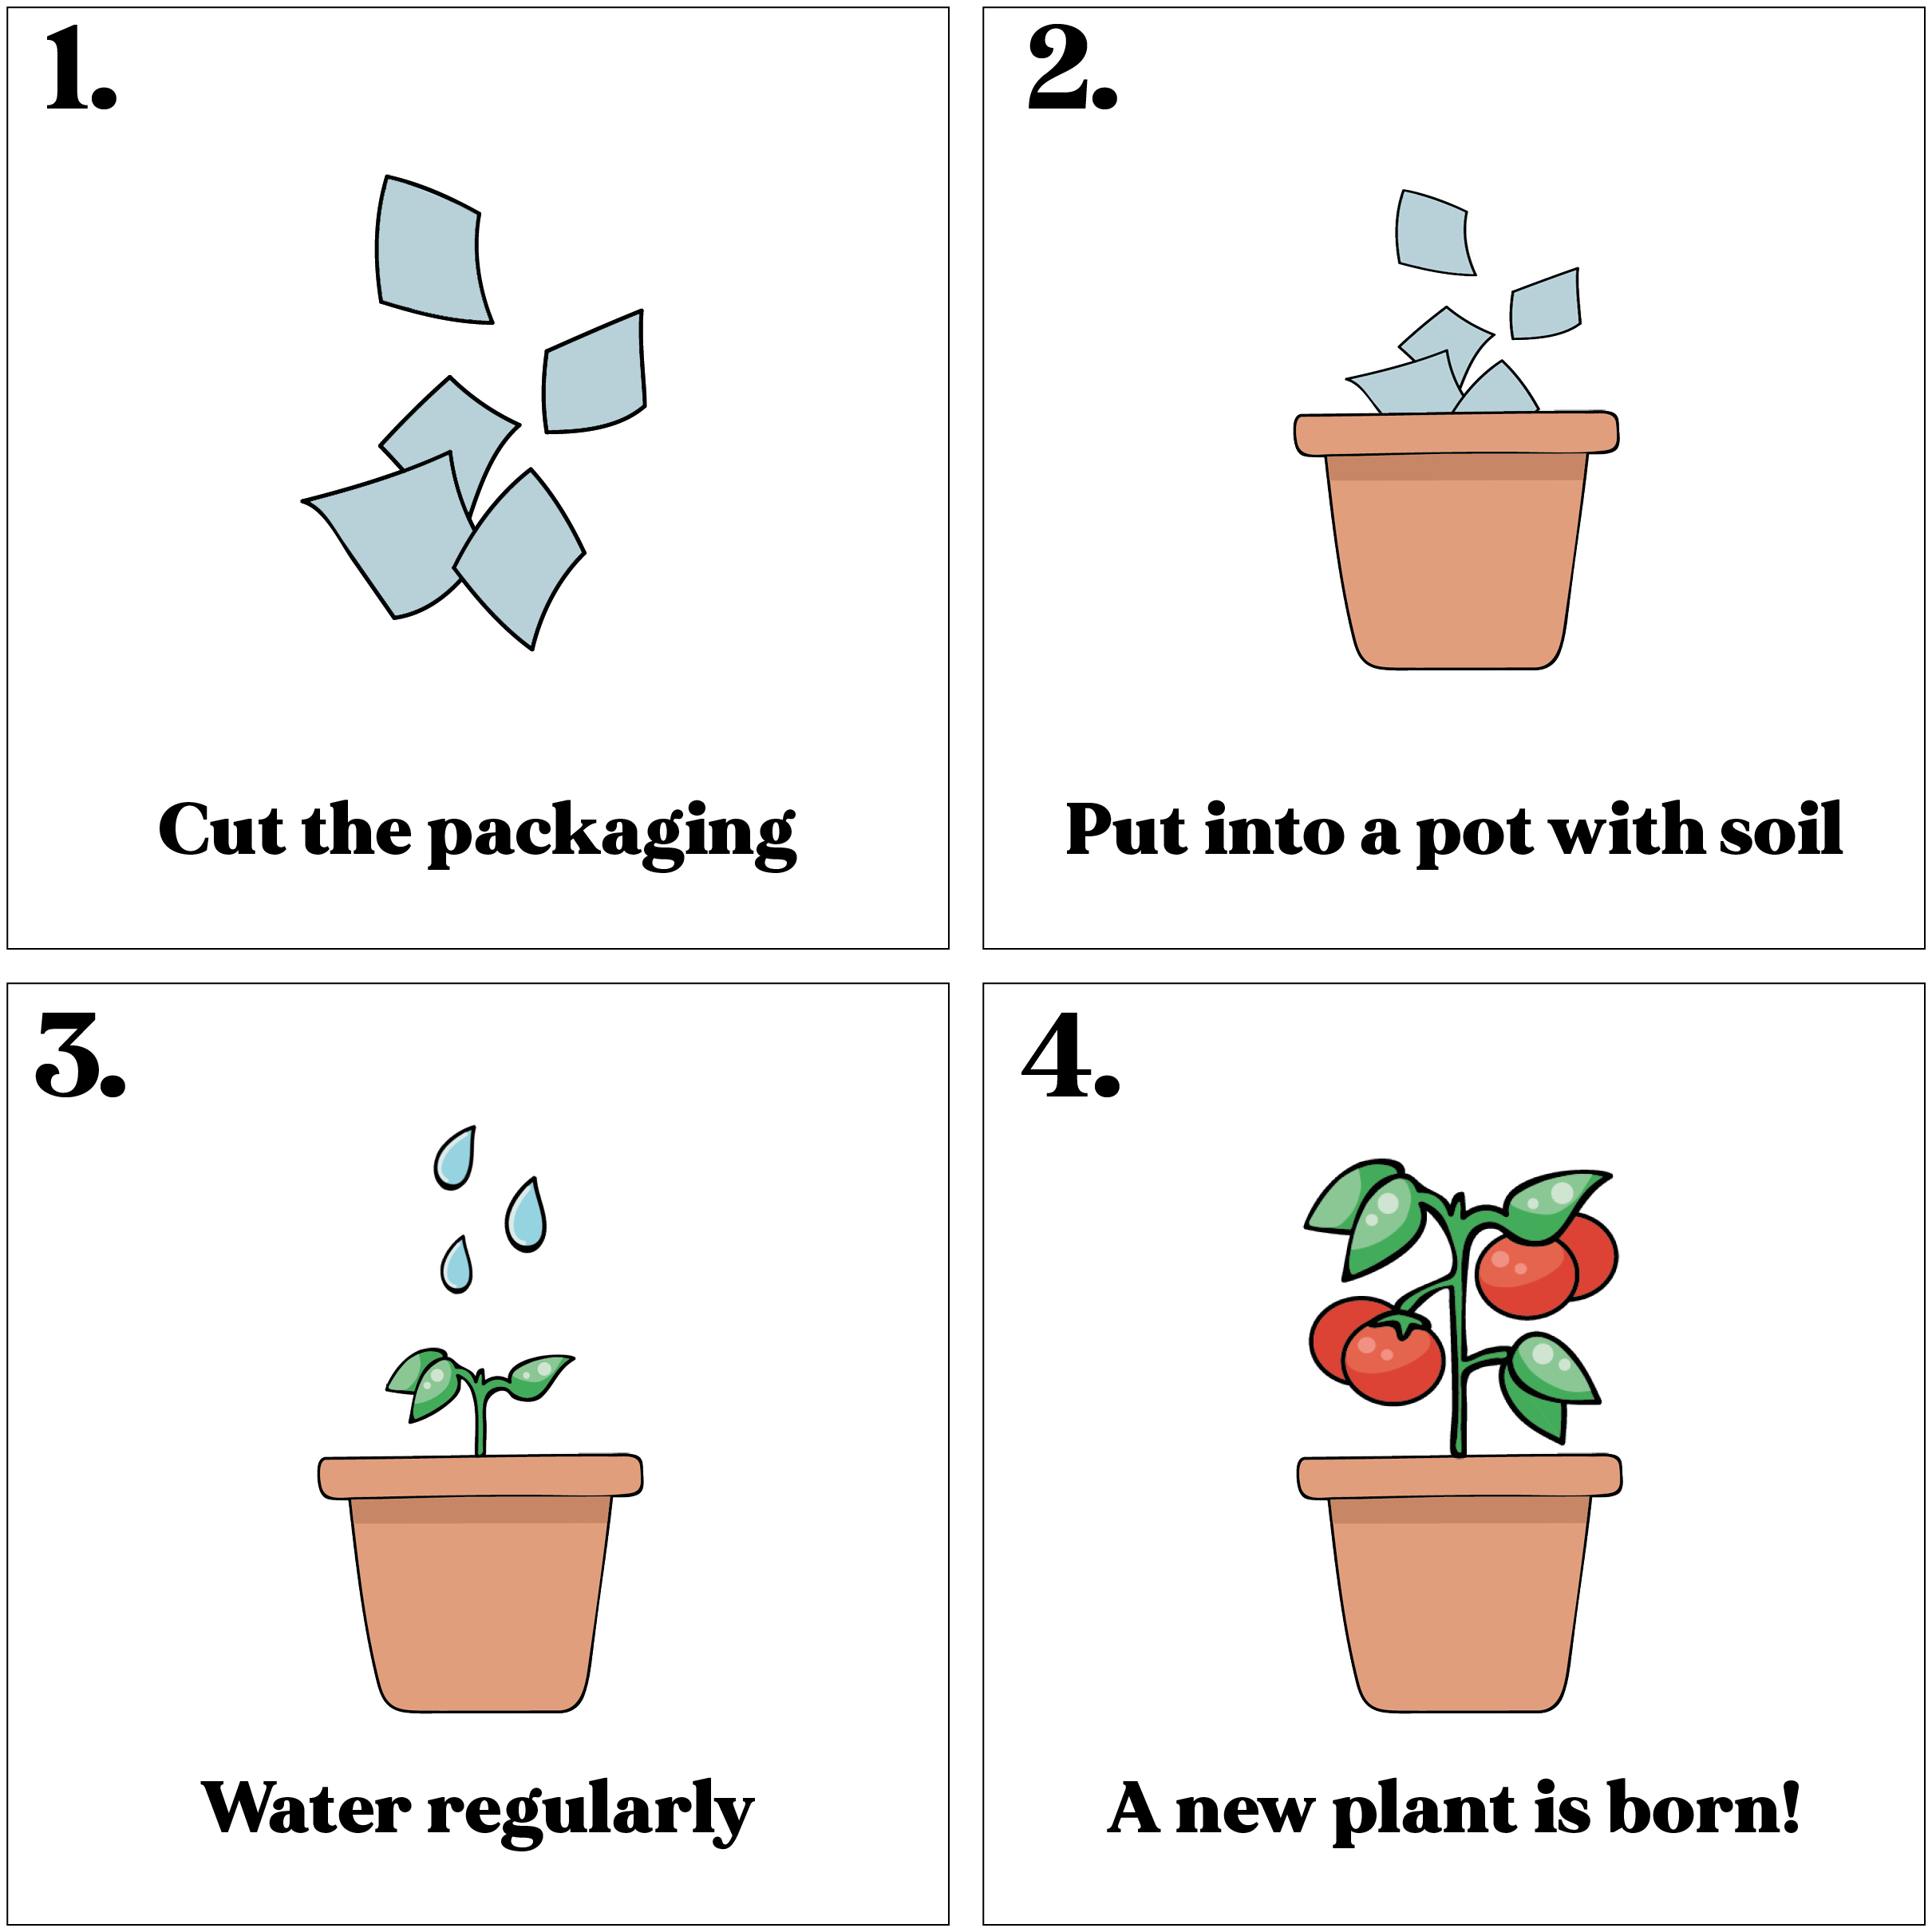 1.
Cut the packaging
2.
Put into a pot with soil
3.
Water regularly
4.
A new plant is born!